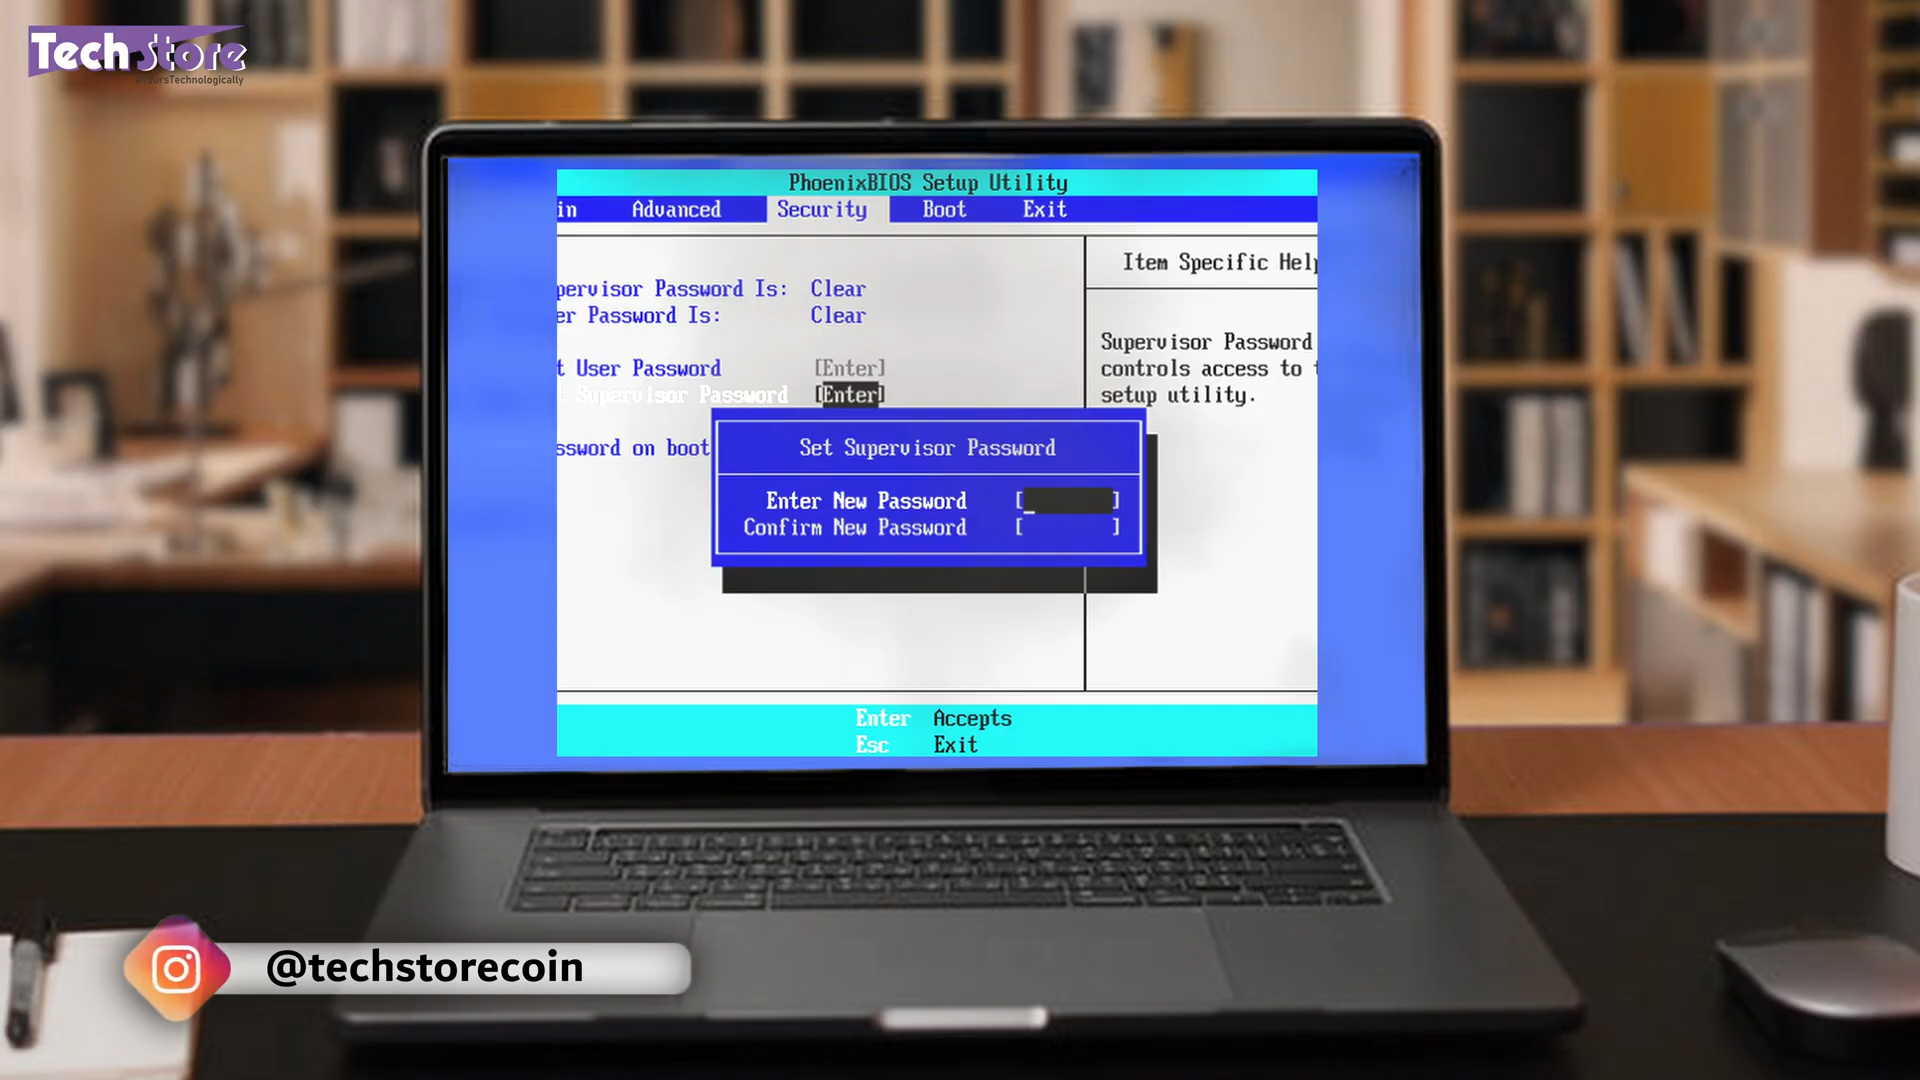 Tech Store
#YoursTechnologically
PhoenixBIOS Setup Utility
in Advanced Security Boot Exit
Item Specific Help
pervisor Password Is: Clear
er Password Is: Clear
t User Password [Enter]
t Supervisor Password [Enter]
ssword on boot
Supervisor Password
controls access to t
setup utility.
Set Supervisor Password
Enter New Password [ ]
Confirm New Password [ ]
Enter Accepts
Esc Exit
@techstorecoin